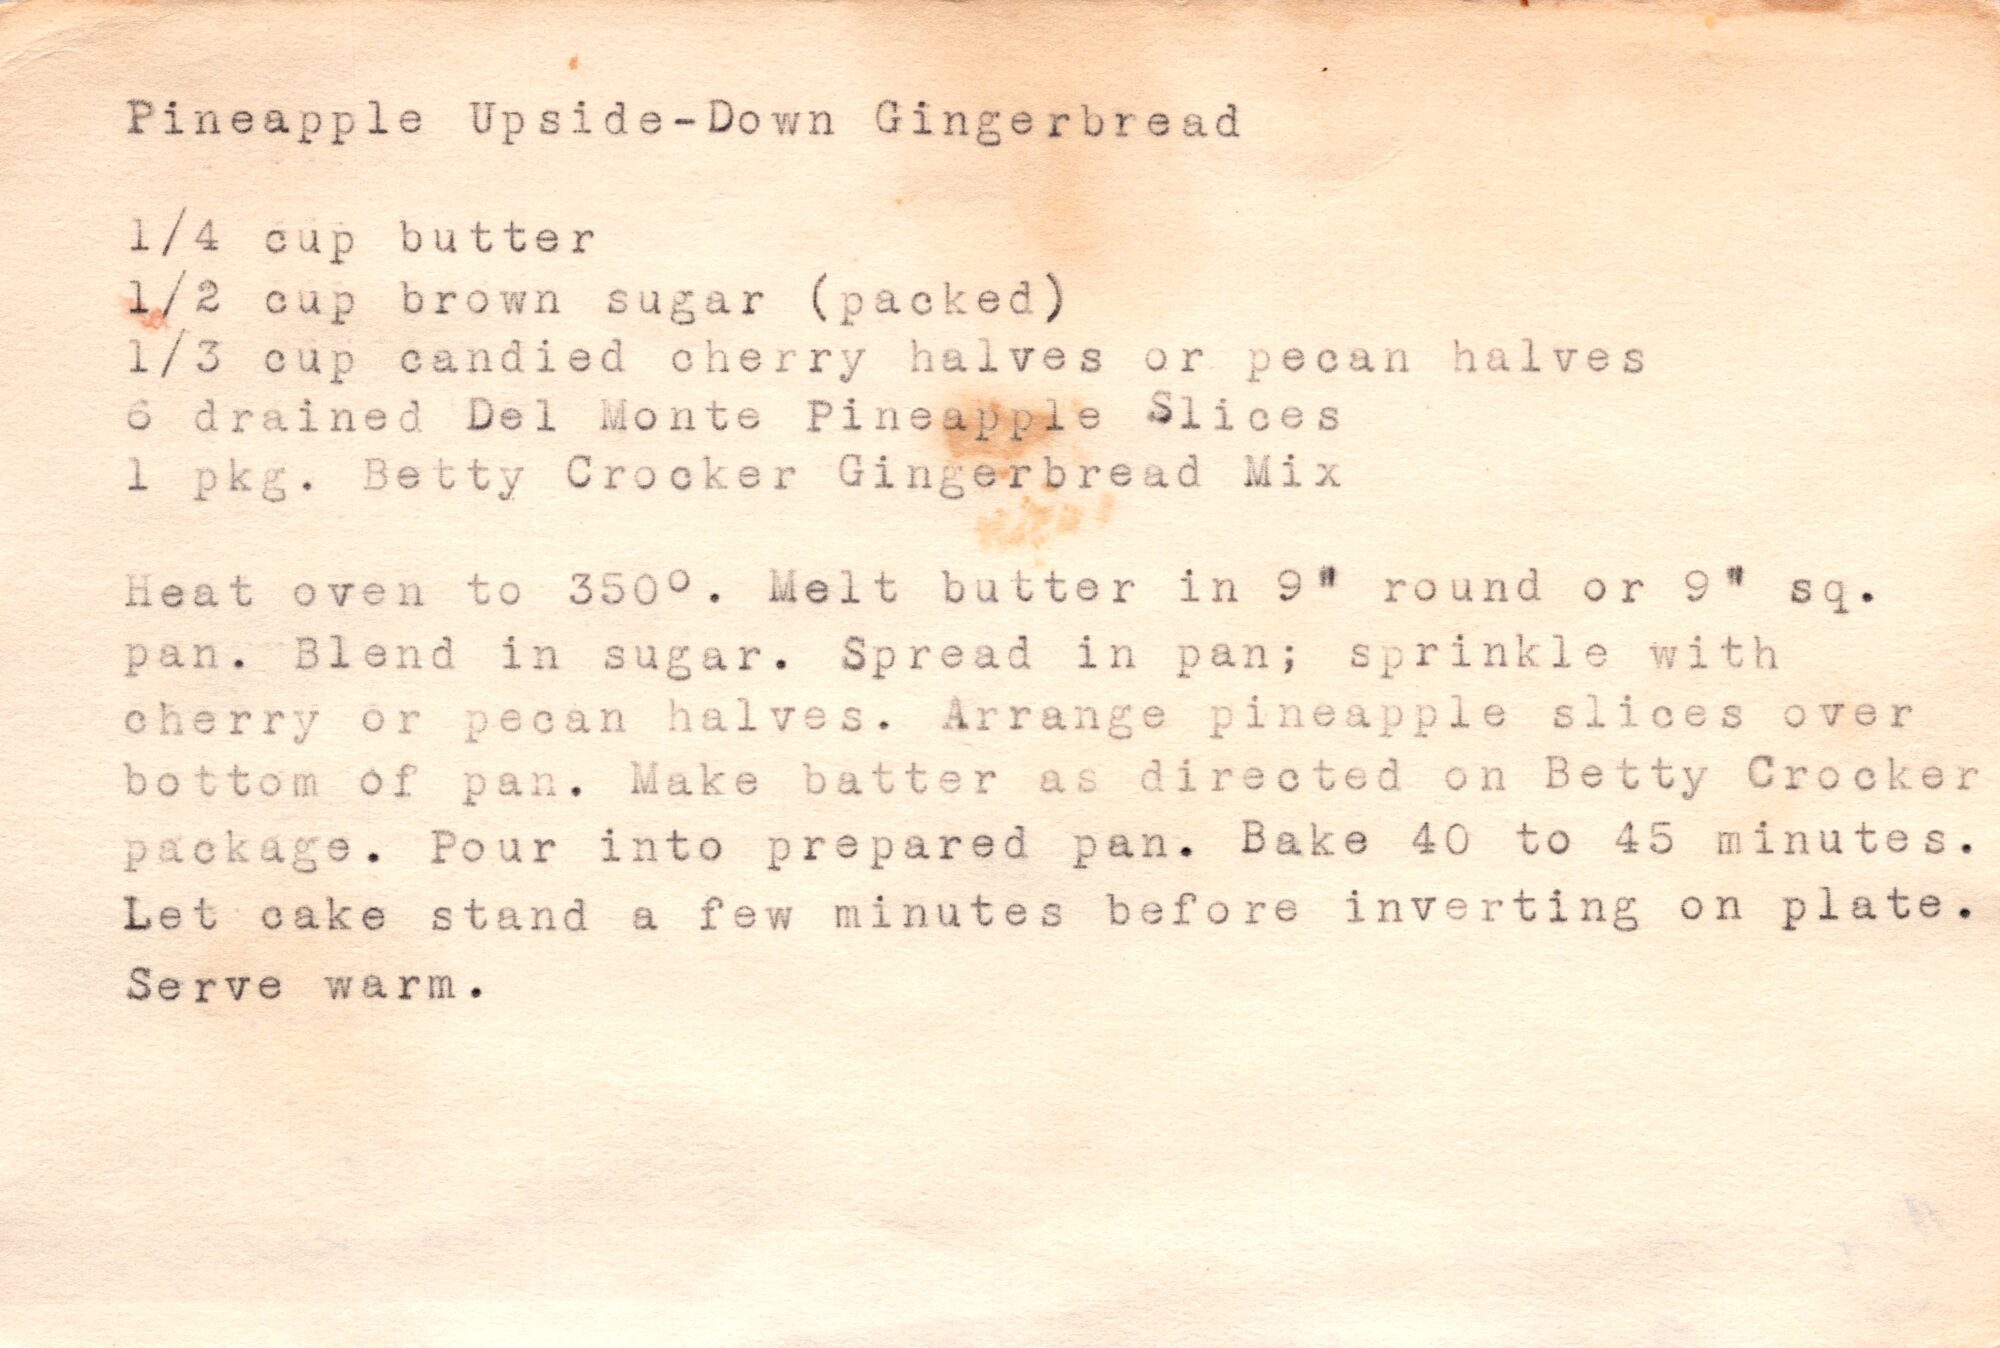 Pineapple Upside-Down Gingerbread
1/4 cup butter
1/2 cup brown sugar (packed)
1/3 cup candied cherry halves or pecan halves
6 drained Del Monte Pineapple Slices
1 pkg. Betty Crocker Gingerbread Mix
Heat oven to 350º. Melt butter in 9" round or 9" sq.
pan. Blend in sugar. Spread in pan; sprinkle with
cherry or pecan halves. Arrange pineapple slices over
bottom of pan. Make batter as directed on Betty Crocker
package. Pour into prepared pan. Bake 40 to 45 minutes.
Let cake stand a few minutes before inverting on plate.
Serve warm.